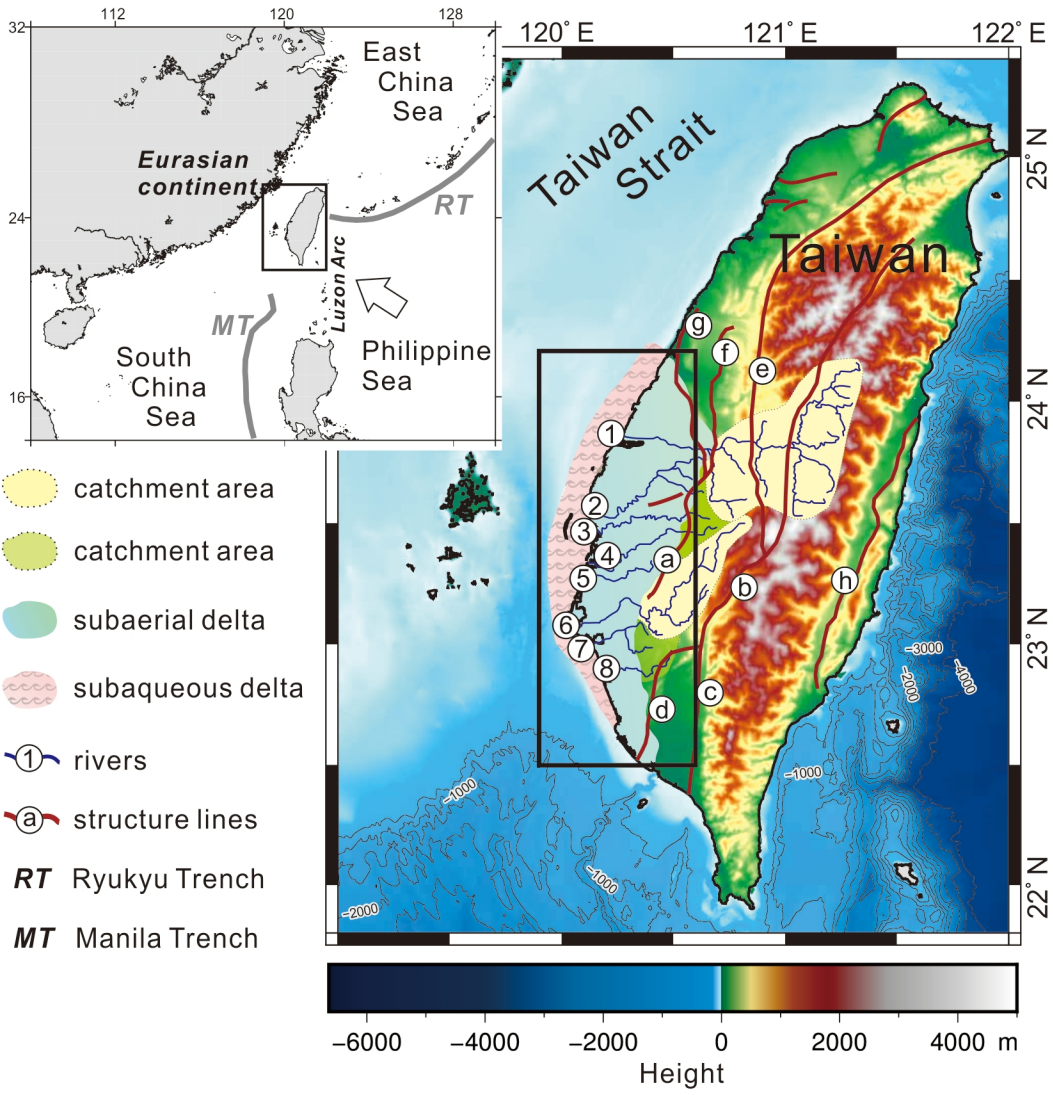 112
120
128
32
24
16
East
China
Sea
Eurasian
continent
RT
Luzon Arc
MT
South
China
Sea
Philippine
Sea
120° E
121° E
122° E
25° N
24° N
23° N
22° N
Taiwan
Strait
Taiwan
g
f
e
1
2
3
4
5
6
7
8
a
b
h
c
d
−3000
−2000
−4000
−1000
−1000
−1000
−2000
catchment area
catchment area
subaerial delta
subaqueous delta
1 rivers
a structure lines
RT Ryukyu Trench
MT Manila Trench
−6000 −4000 −2000 0 2000 4000 m
Height